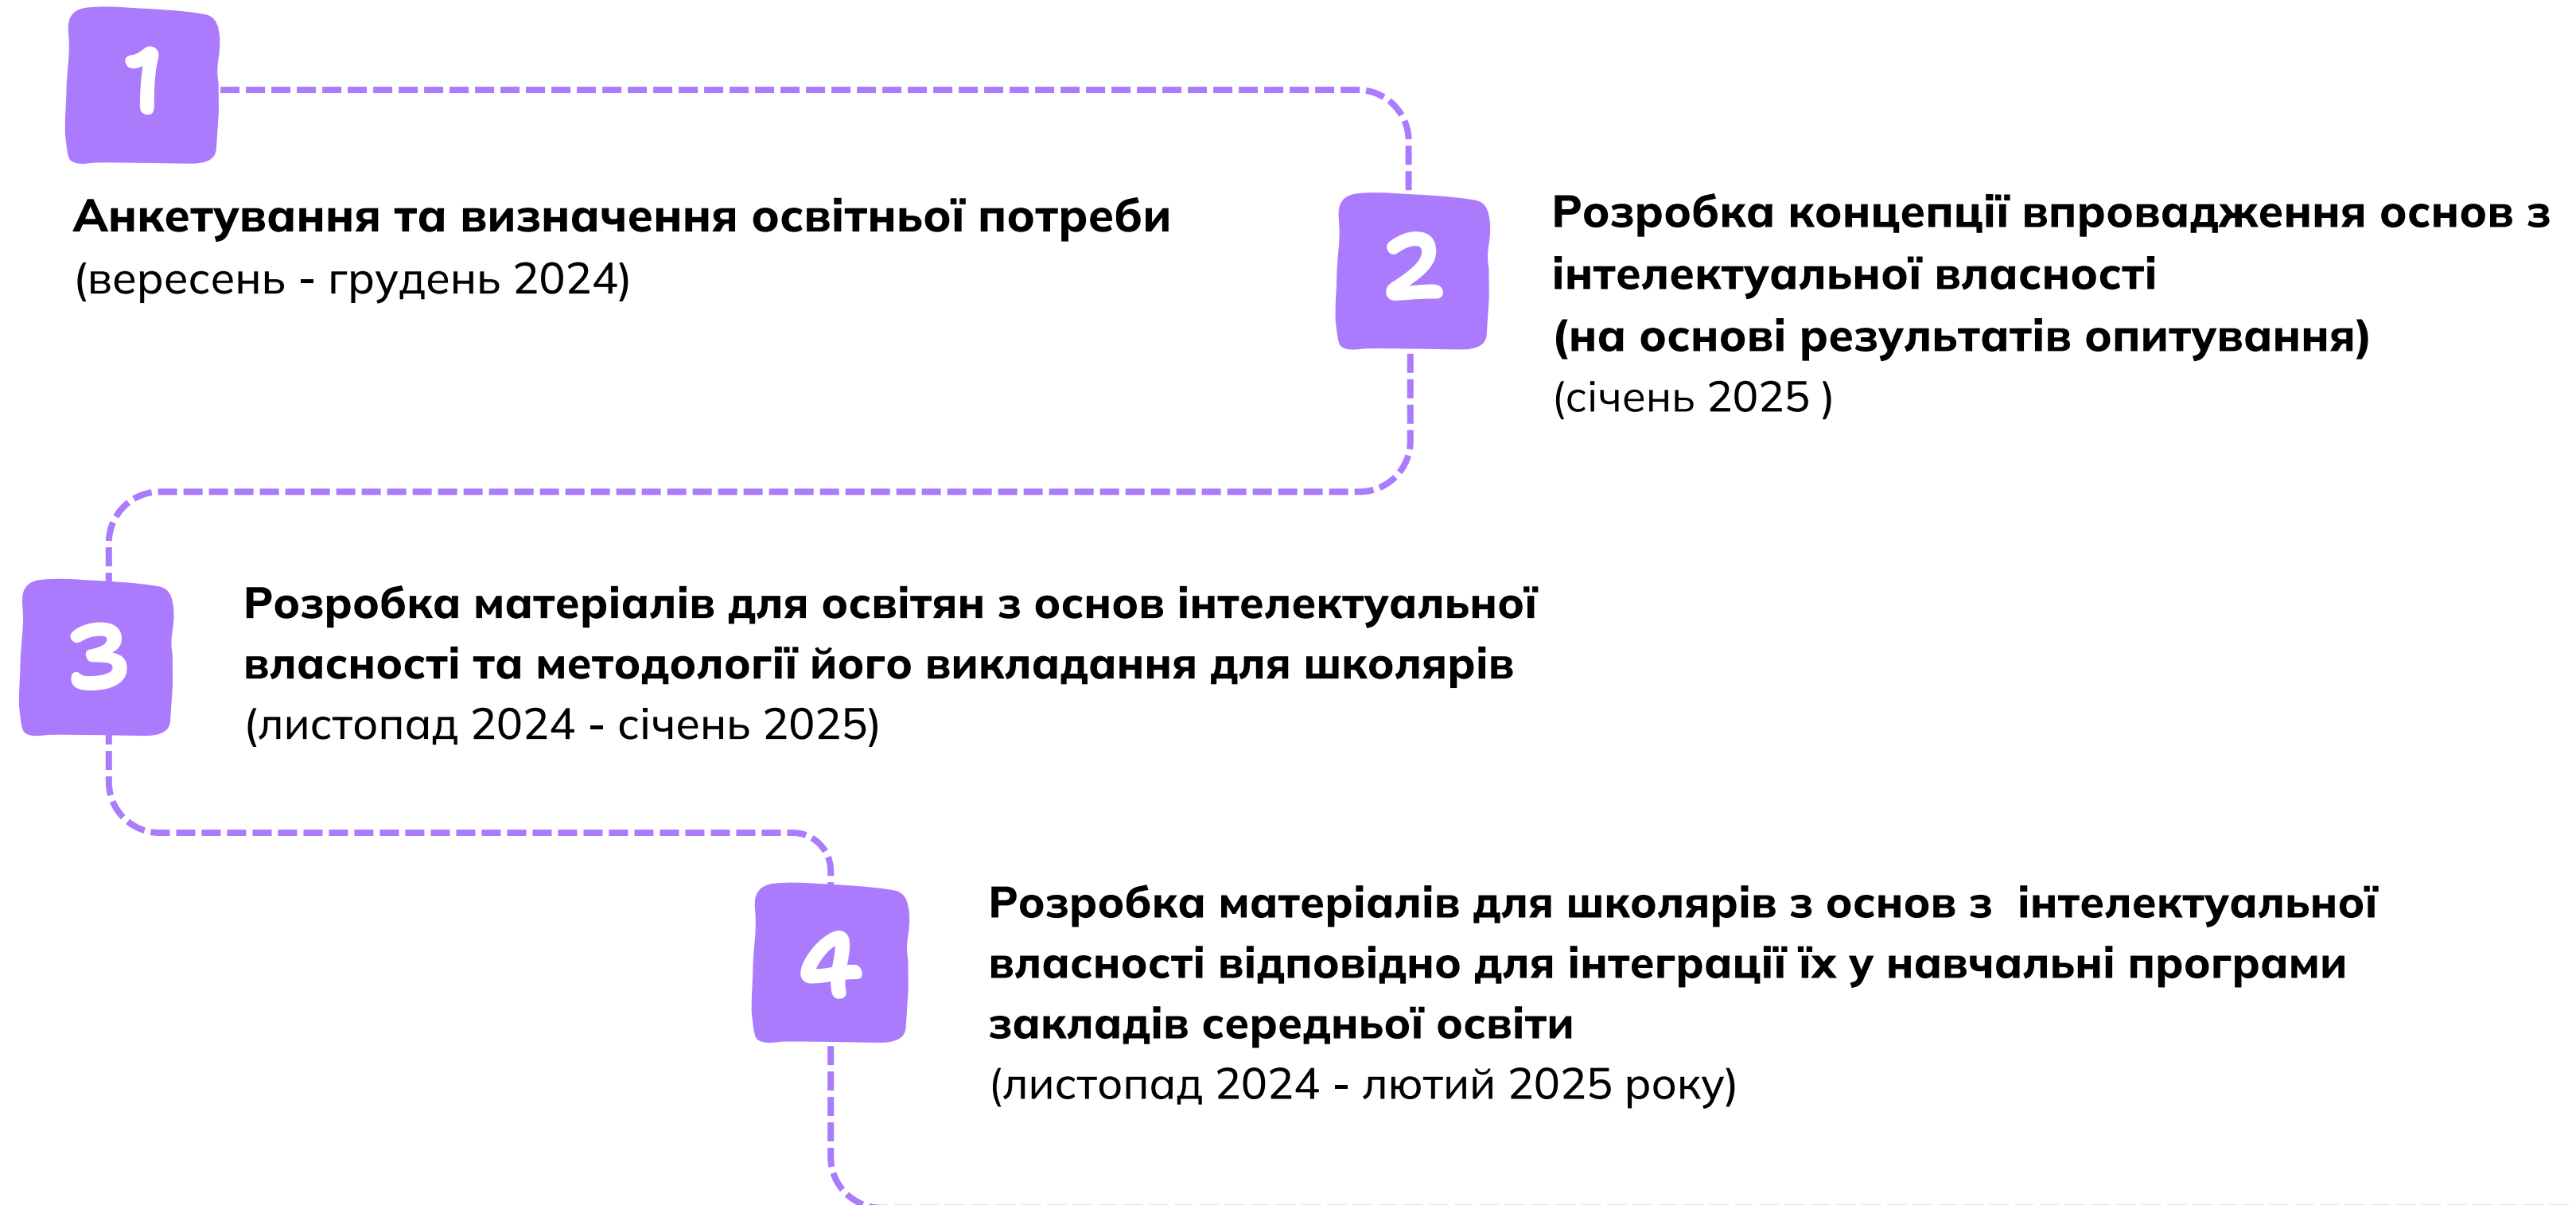 1
Анкетування та визначення освітньої потреби
(вересень - грудень 2024)
2
Розробка концепції впровадження основ з
інтелектуальної власності
(на основі результатів опитування)
(січень 2025 )
3
Розробка матеріалів для освітян з основ інтелектуальної
власності та методології його викладання для школярів
(листопад 2024 - січень 2025)
4
Розробка матеріалів для школярів з основ з  інтелектуальної
власності відповідно для інтеграції їх у навчальні програми
закладів середньої освіти
(листопад 2024 - лютий 2025 року)